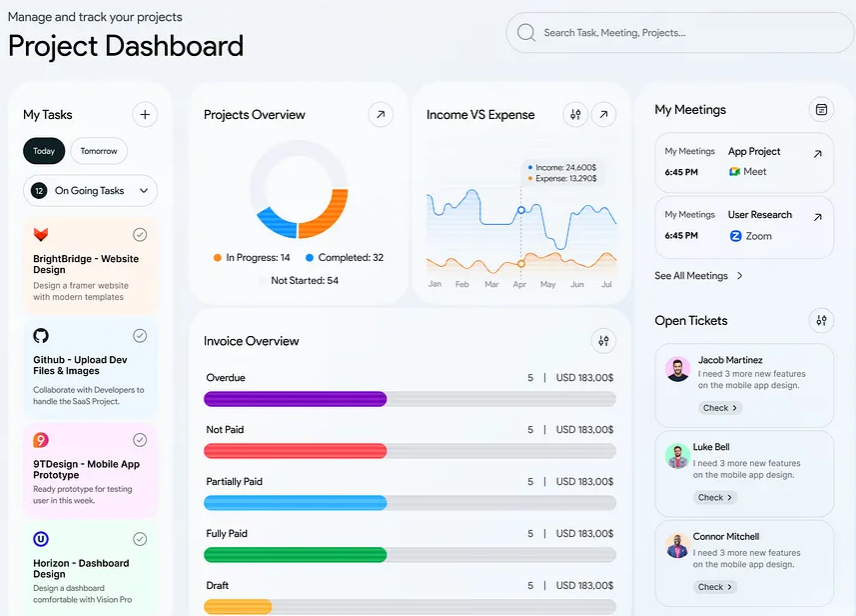 Manage and track your projects
Project Dashboard
Search Task, Meeting, Projects...
My Tasks
Today
Tomorrow
12
On Going Tasks
BrightBridge - Website
Design
Design a framer website
with modern templates
Github - Upload Dev
Files & Images
Collaborate with Developers to
handle the SaaS Project.
9
9TDesign - Mobile App
Prototype
Ready prototype for testing
user in this week.
Horizon - Dashboard
Design
Design a dashboard
comfortable with Vision Pro
Projects Overview
In Progress: 14
Completed: 32
Not Started: 54
Income VS Expense
Income: 24,600$
Expense: 13,290$
Jan Feb Mar Apr May Jun Jul
Invoice Overview
Overdue 5 | USD 183,00$
Not Paid 5 | USD 183,00$
Partially Paid 5 | USD 183,00$
Fully Paid 5 | USD 183,00$
Draft 5 | USD 183,00$
My Meetings
My Meetings App Project
6:45 PM Meet
My Meetings User Research
6:45 PM Zoom
See All Meetings
Open Tickets
Jacob Martinez
I need 3 more new features
on the mobile app design.
Check
Luke Bell
I need 3 more new features
on the mobile app design.
Check
Connor Mitchell
I need 3 more new features
on the mobile app design.
Check